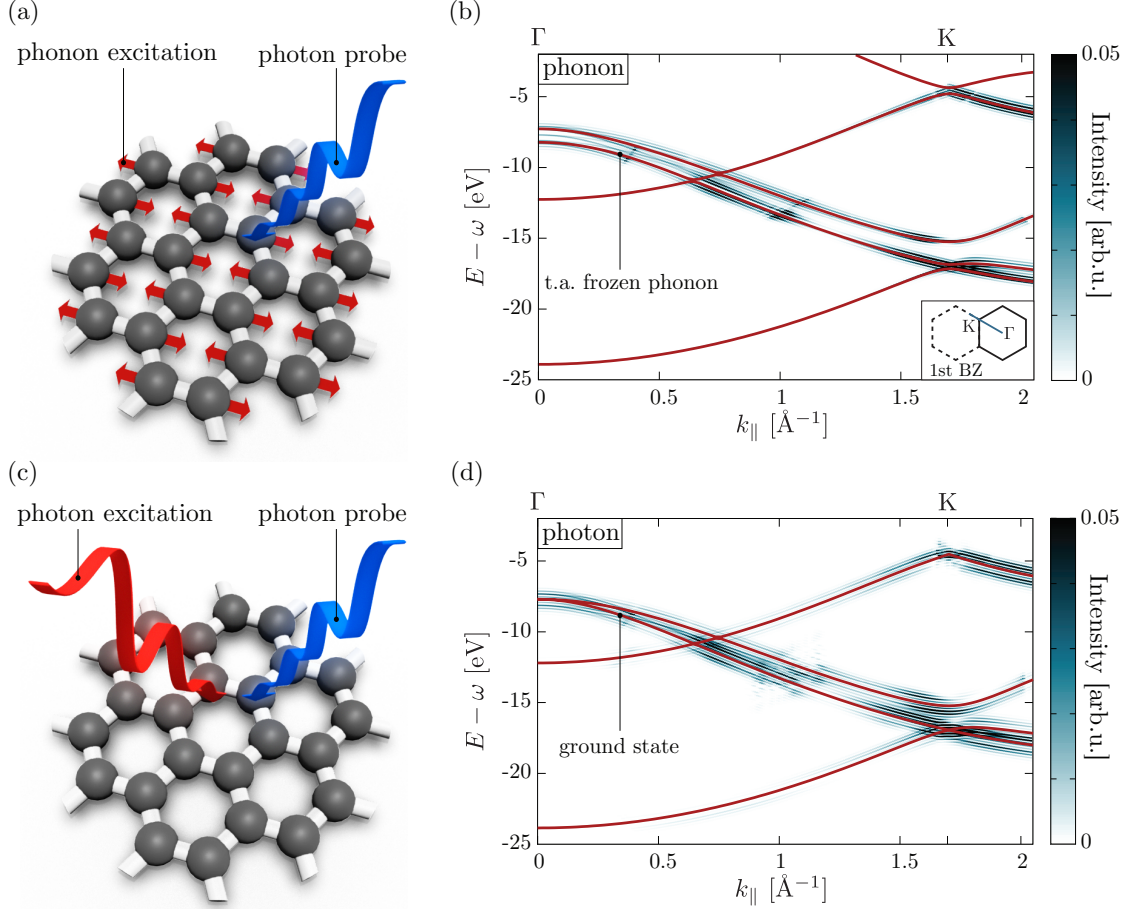 (a)
phonon excitation
photon probe
(b)
Γ
K
phonon
-5
-10
-15
-20
-25
E − ω [eV]
t.a. frozen phonon
K
Γ
1st BZ
0
0.5
1
1.5
2
k∥ [Å⁻¹]
0.05
0
Intensity [arb.u.]
(c)
photon excitation
photon probe
(d)
Γ
K
photon
-5
-10
-15
-20
-25
E − ω [eV]
ground state
0
0.5
1
1.5
2
k∥ [Å⁻¹]
0.05
0
Intensity [arb.u.]